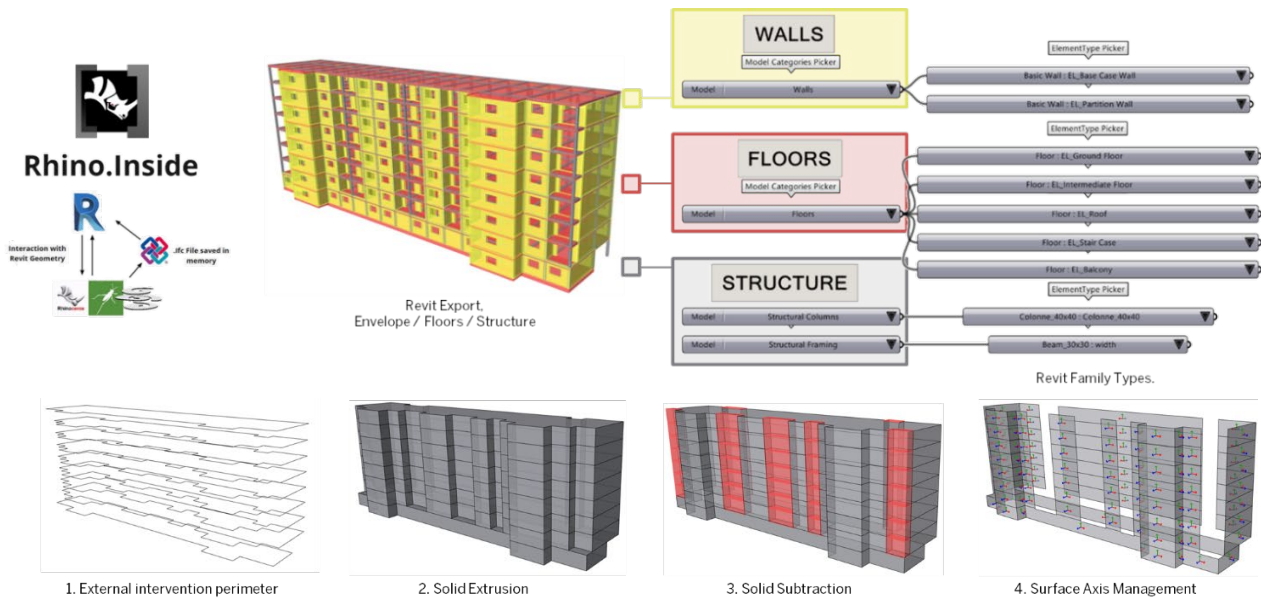 Rhino.Inside
Interaction with
Revit Geometry
.Ifc File saved in
memory
Rhinoceros
Revit Export,
Envelope / Floors / Structure
WALLS
Model Categories Picker
Model
Walls
ElementType Picker
Basic Wall : EL_Base Case Wall
Basic Wall : EL_Partition Wall
FLOORS
Model Categories Picker
Model
Floors
ElementType Picker
Floor : EL_Ground Floor
Floor : EL_Intermediate Floor
Floor : EL_Roof
Floor : EL_Stair Case
Floor : EL_Balcony
STRUCTURE
Model
Structural Columns
Model
Structural Framing
ElementType Picker
Colonne_40x40 : Colonne_40x40
Beam_30x30 : width
Revit Family Types.
1. External intervention perimeter
2. Solid Extrusion
3. Solid Subtraction
4. Surface Axis Management